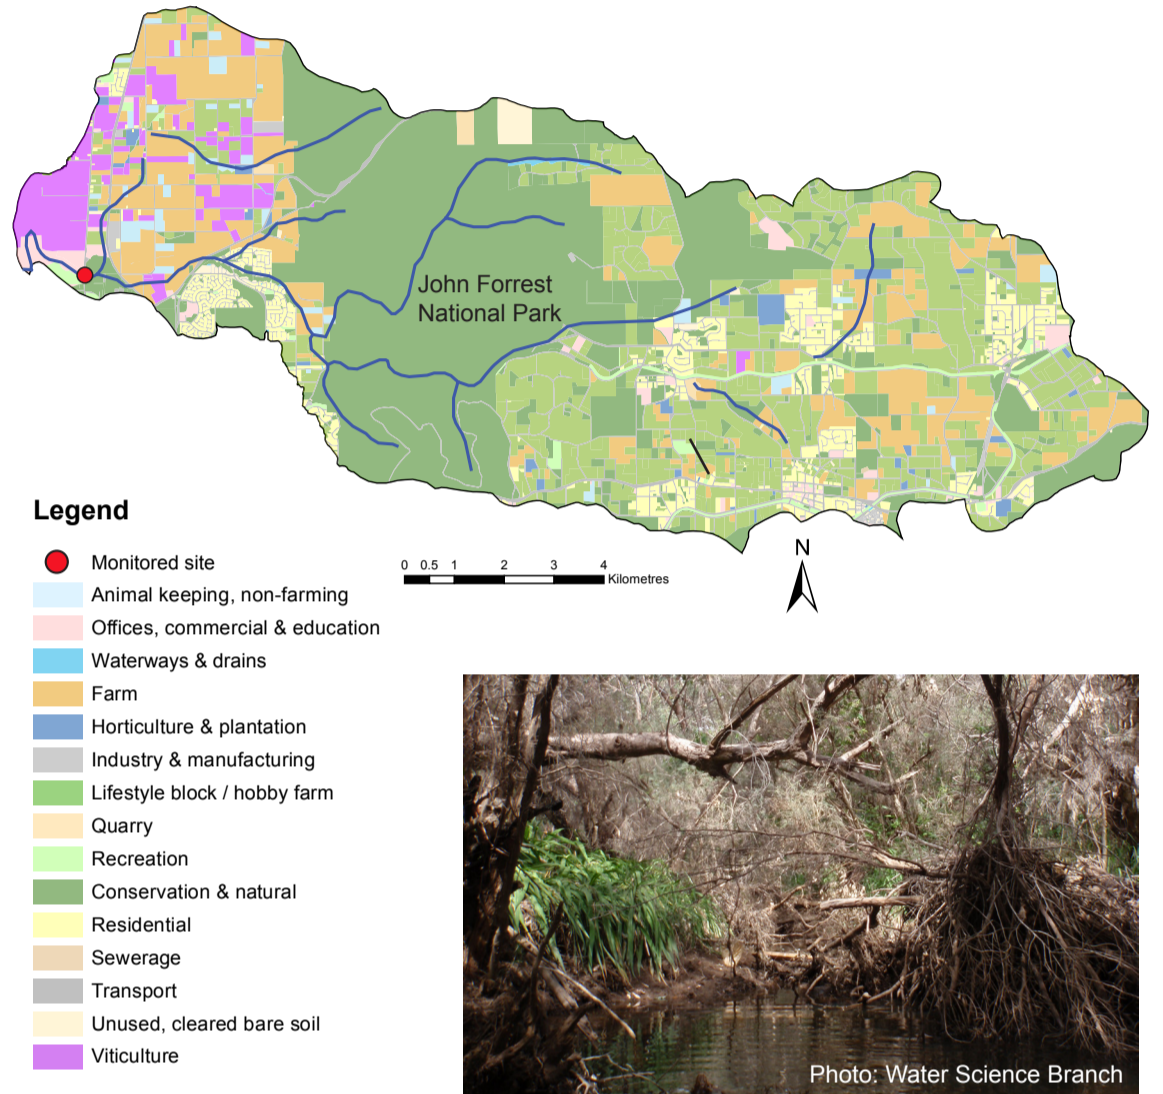 John Forrest
National Park
Legend
Monitored site
Animal keeping, non-farming
Offices, commercial & education
Waterways & drains
Farm
Horticulture & plantation
Industry & manufacturing
Lifestyle block / hobby farm
Quarry
Recreation
Conservation & natural
Residential
Sewerage
Transport
Unused, cleared bare soil
Viticulture
0 0.5 1 2 3 4
Kilometres
N
Photo: Water Science Branch